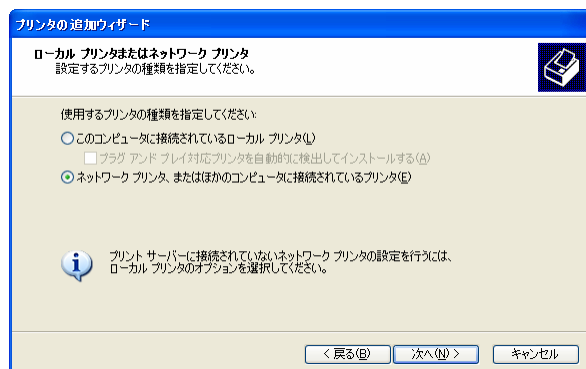 プリンタの追加ウィザード
ローカル プリンタまたはネットワーク プリンタ
設定するプリンタの種類を指定してください。
使用するプリンタの種類を指定してください:
このコンピュータに接続されているローカル プリンタ(L)
プラグ アンド プレイ対応プリンタを自動的に検出してインストールする(A)
ネットワーク プリンタ、またはほかのコンピュータに接続されているプリンタ(E)
プリント サーバーに接続されていないネットワーク プリンタの設定を行うには、
ローカル プリンタのオプションを選択してください。
< 戻る(B) 次へ(N) > キャンセル